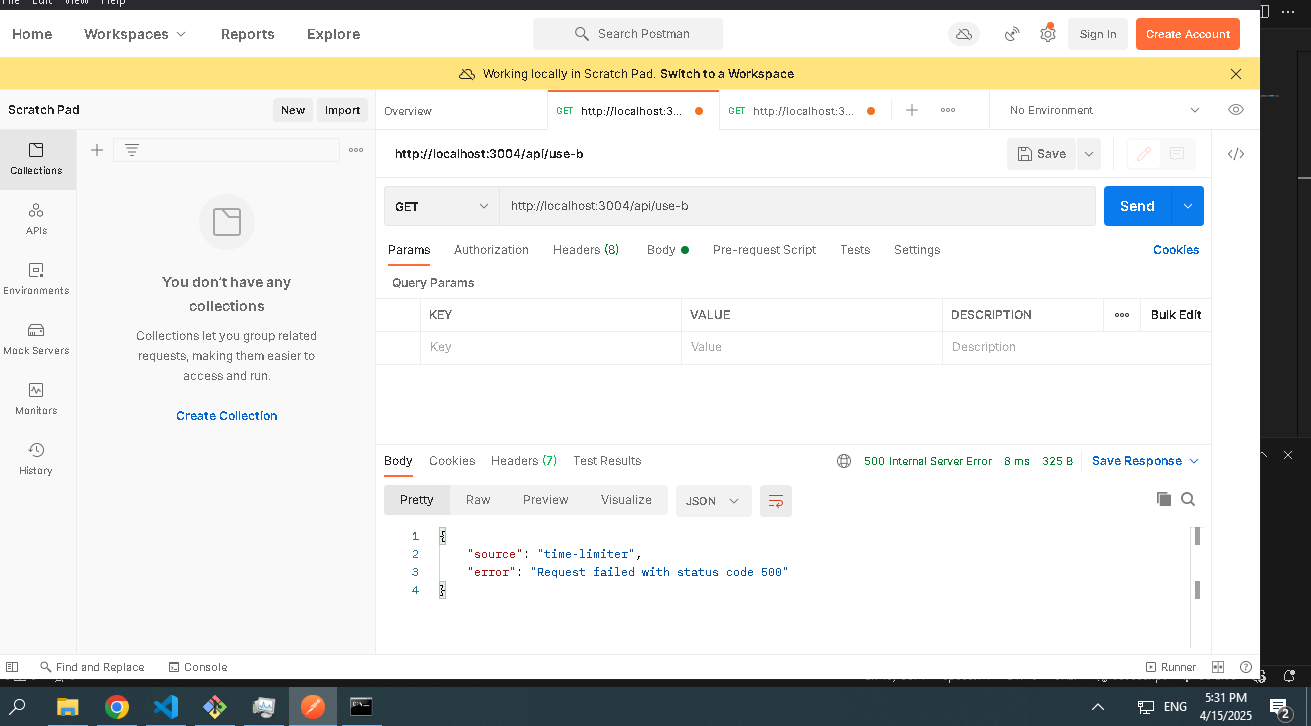 File Edit View Help
Home Workspaces Reports Explore Search Postman Sign In Create Account
Working locally in Scratch Pad. Switch to a Workspace
Scratch Pad New Import Overview GET http://localhost:3... GET http://localhost:3... No Environment
Collections
APIs
Environments
Mock Servers
Monitors
History
You don't have any
collections
Collections let you group related
requests, making them easier to
access and run.
Create Collection
http://localhost:3004/api/use-b Save
GET http://localhost:3004/api/use-b Send
Params Authorization Headers (8) Body Pre-request Script Tests Settings Cookies
Query Params
KEY VALUE DESCRIPTION Bulk Edit
Key Value Description
Body Cookies Headers (7) Test Results 500 Internal Server Error 8 ms 325 B Save Response
Pretty Raw Preview Visualize JSON
1 {
2 "source": "time-limiter",
3 "error": "Request failed with status code 500"
4 }
Find and Replace Console Runner
ENG 5:31 PM
4/15/2025 2